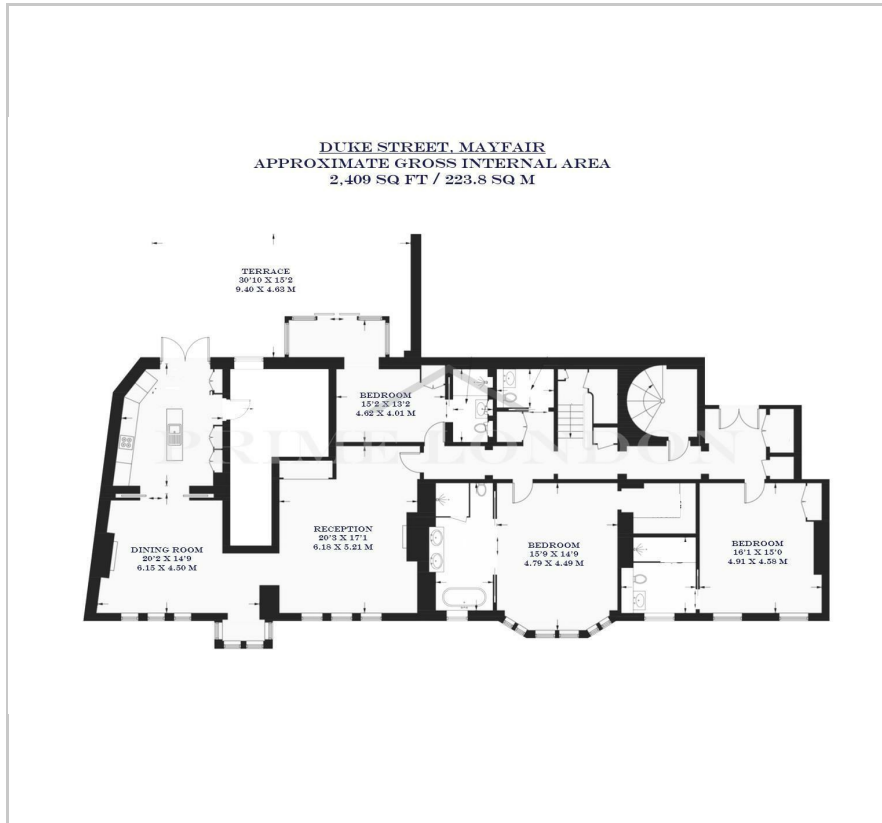 DUKE STREET, MAYFAIR
APPROXIMATE GROSS INTERNAL AREA
2,409 SQ FT / 223.8 SQ M
TERRACE
30'10 X 15'2
9.40 X 4.63 M
BEDROOM
15'2 X 13'2
4.62 X 4.01 M
PRIME LONDON
RECEPTION
20'3 X 17'1
6.18 X 5.21 M
DINING ROOM
20'2 X 14'9
6.15 X 4.50 M
BEDROOM
15'9 X 14'9
4.79 X 4.49 M
BEDROOM
16'1 X 15'0
4.91 X 4.58 M